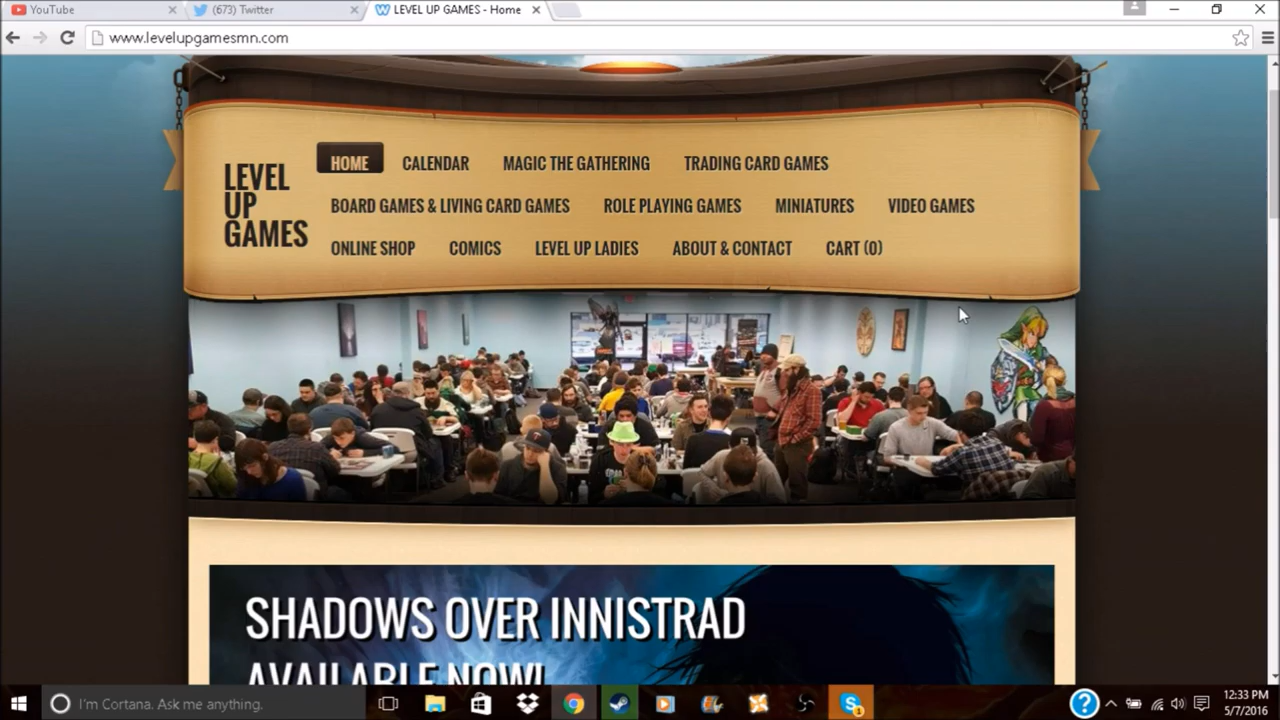 YouTube
(673) Twitter
LEVEL UP GAMES - Home
www.levelupgamesmn.com
LEVEL
UP
GAMES
HOME CALENDAR MAGIC THE GATHERING TRADING CARD GAMES
BOARD GAMES & LIVING CARD GAMES ROLE PLAYING GAMES MINIATURES VIDEO GAMES
ONLINE SHOP COMICS LEVEL UP LADIES ABOUT & CONTACT CART (0)
SHADOWS OVER INNISTRAD
AVAILABLE NOW!
I'm Cortana. Ask me anything.
12:33 PM
5/7/2016